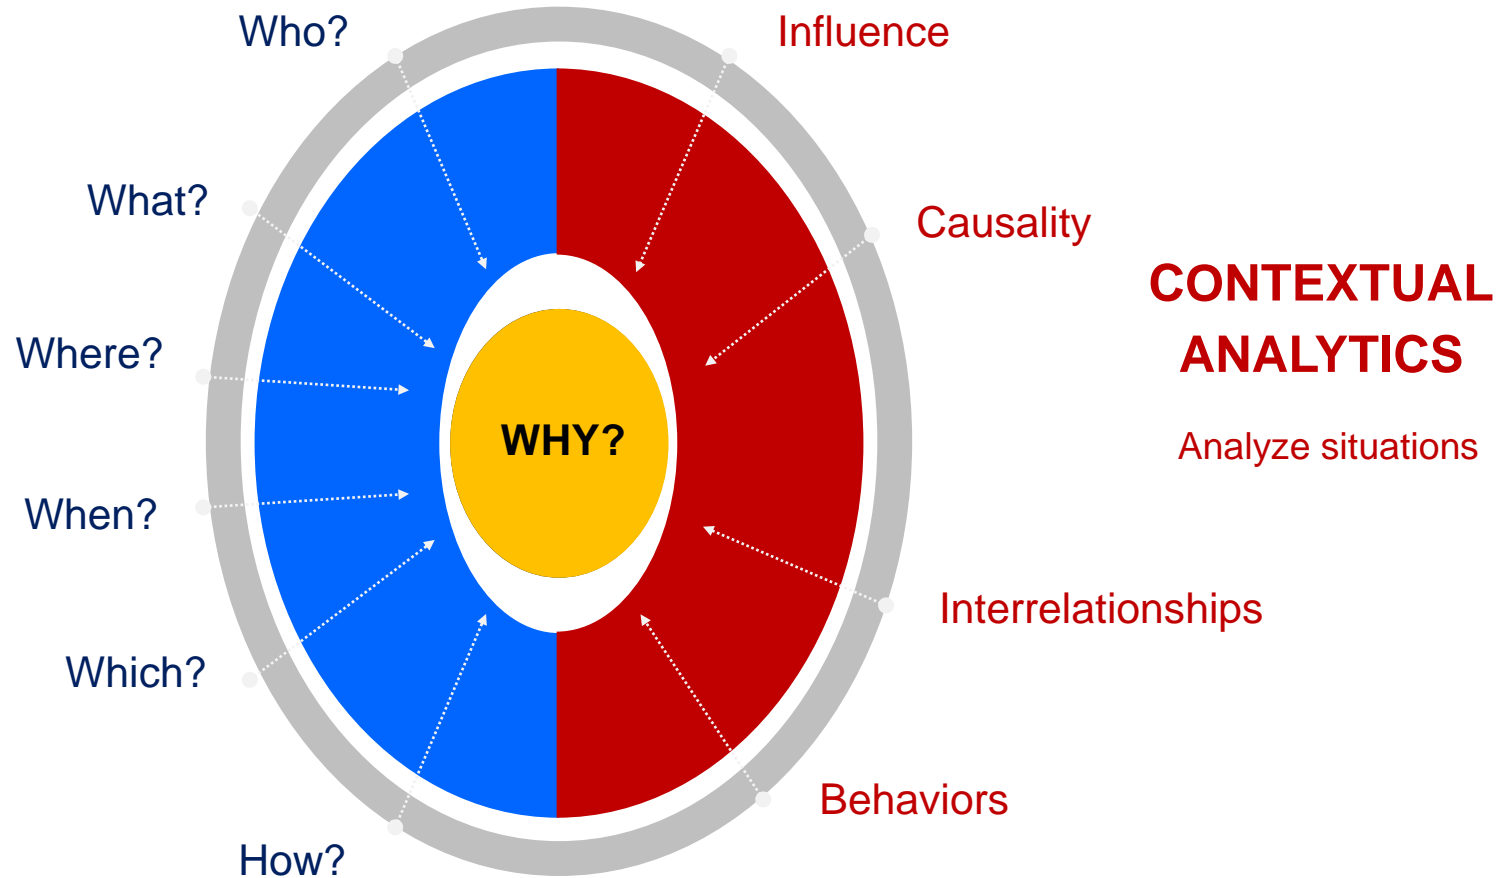 Who?
What?
Where?
When?
Which?
How?
WHY?
Influence
Causality
Interrelationships
Behaviors
CONTEXTUAL
ANALYTICS
Analyze situations